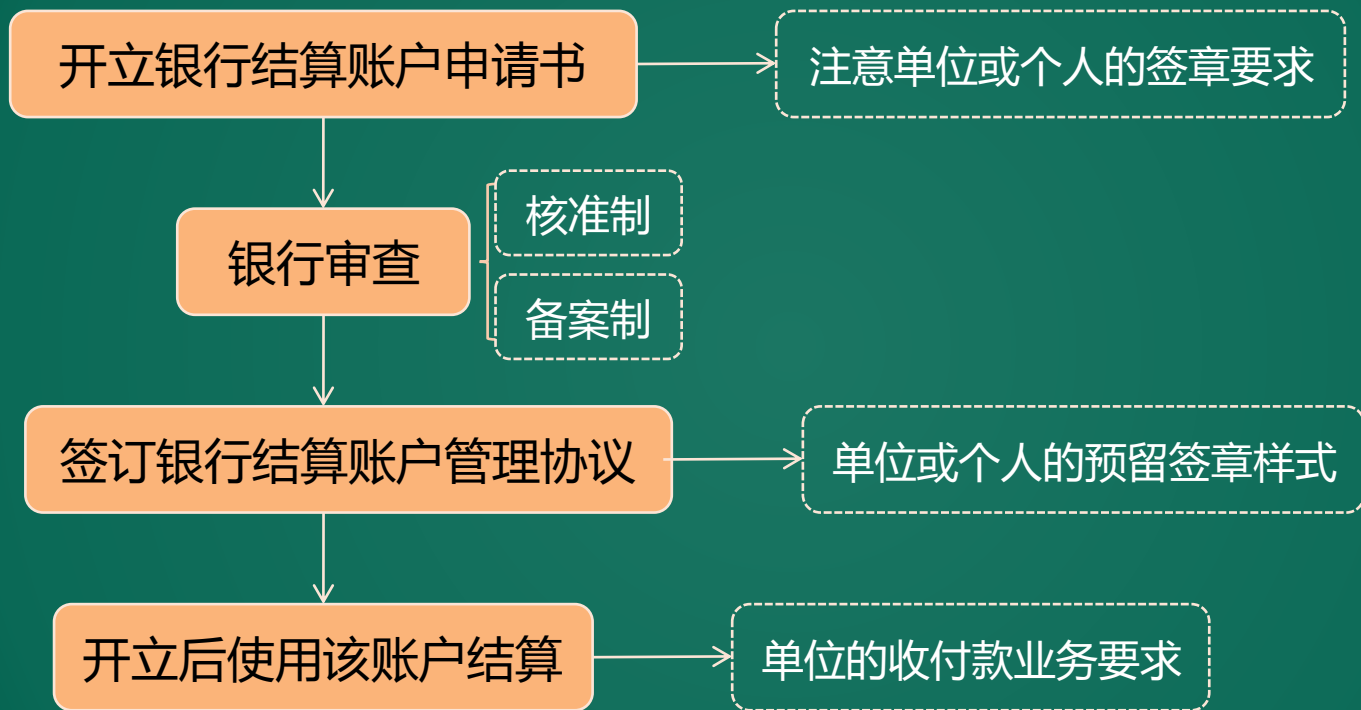 开立银行结算账户申请书
注意单位或个人的签章要求
核准制
银行审查
备案制
签订银行结算账户管理协议
单位或个人的预留签章样式
开立后使用该账户结算
单位的收付款业务要求